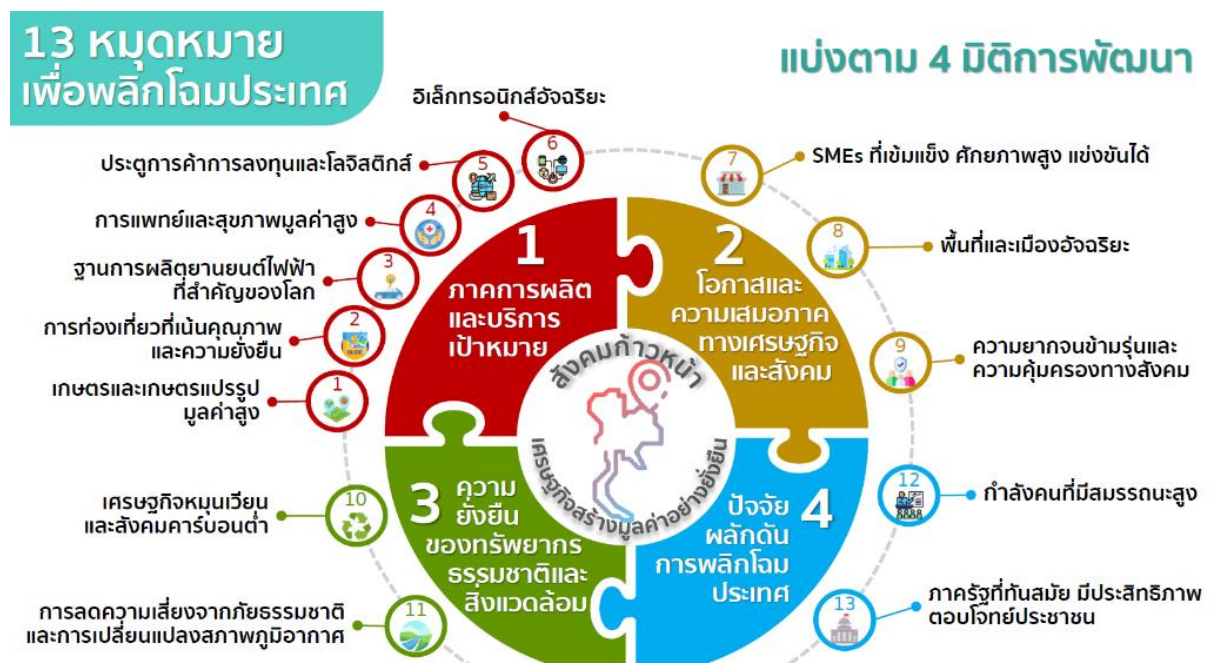 13 หมุดหมาย
เพื่อพลิกโฉมประเทศ
แบ่งตาม 4 มิติการพัฒนา
อิเล็กทรอนิกส์อัจฉริยะ
6
ประตูการค้าการลงทุนและโลจิสติกส์
5
การแพทย์และสุขภาพมูลค่าสูง
4
ฐานการผลิตยานยนต์ไฟฟ้า
ที่สำคัญของโลก
3
การท่องเที่ยวที่เน้นคุณภาพ
และความยั่งยืน
2
เกษตรและเกษตรแปรรูป
มูลค่าสูง
1
1
ภาคการผลิต
และบริการ
เป้าหมาย
7
SMEs ที่เข้มแข็ง ศักยภาพสูง แข่งขันได้
8
พื้นที่และเมืองอัจฉริยะ
9
ความยากจนข้ามรุ่นและ
ความคุ้มครองทางสังคม
2
โอกาสและ
ความเสมอภาค
ทางเศรษฐกิจ
และสังคม
สังคมก้าวหน้า
เศรษฐกิจสร้างมูลค่าอย่างยั่งยืน
เศรษฐกิจหมุนเวียน
และสังคมคาร์บอนต่ำ
10
การลดความเสี่ยงจากภัยธรรมชาติ
และการเปลี่ยนแปลงสภาพภูมิอากาศ
11
3
ความ
ยั่งยืน
ของทรัพยากร
ธรรมชาติและ
สิ่งแวดล้อม
4
ปัจจัย
ผลักดัน
การพลิกโฉม
ประเทศ
12
กำลังคนที่มีสมรรถนะสูง
13
ภาครัฐที่ทันสมัย มีประสิทธิภาพ
ตอบโจทย์ประชาชน